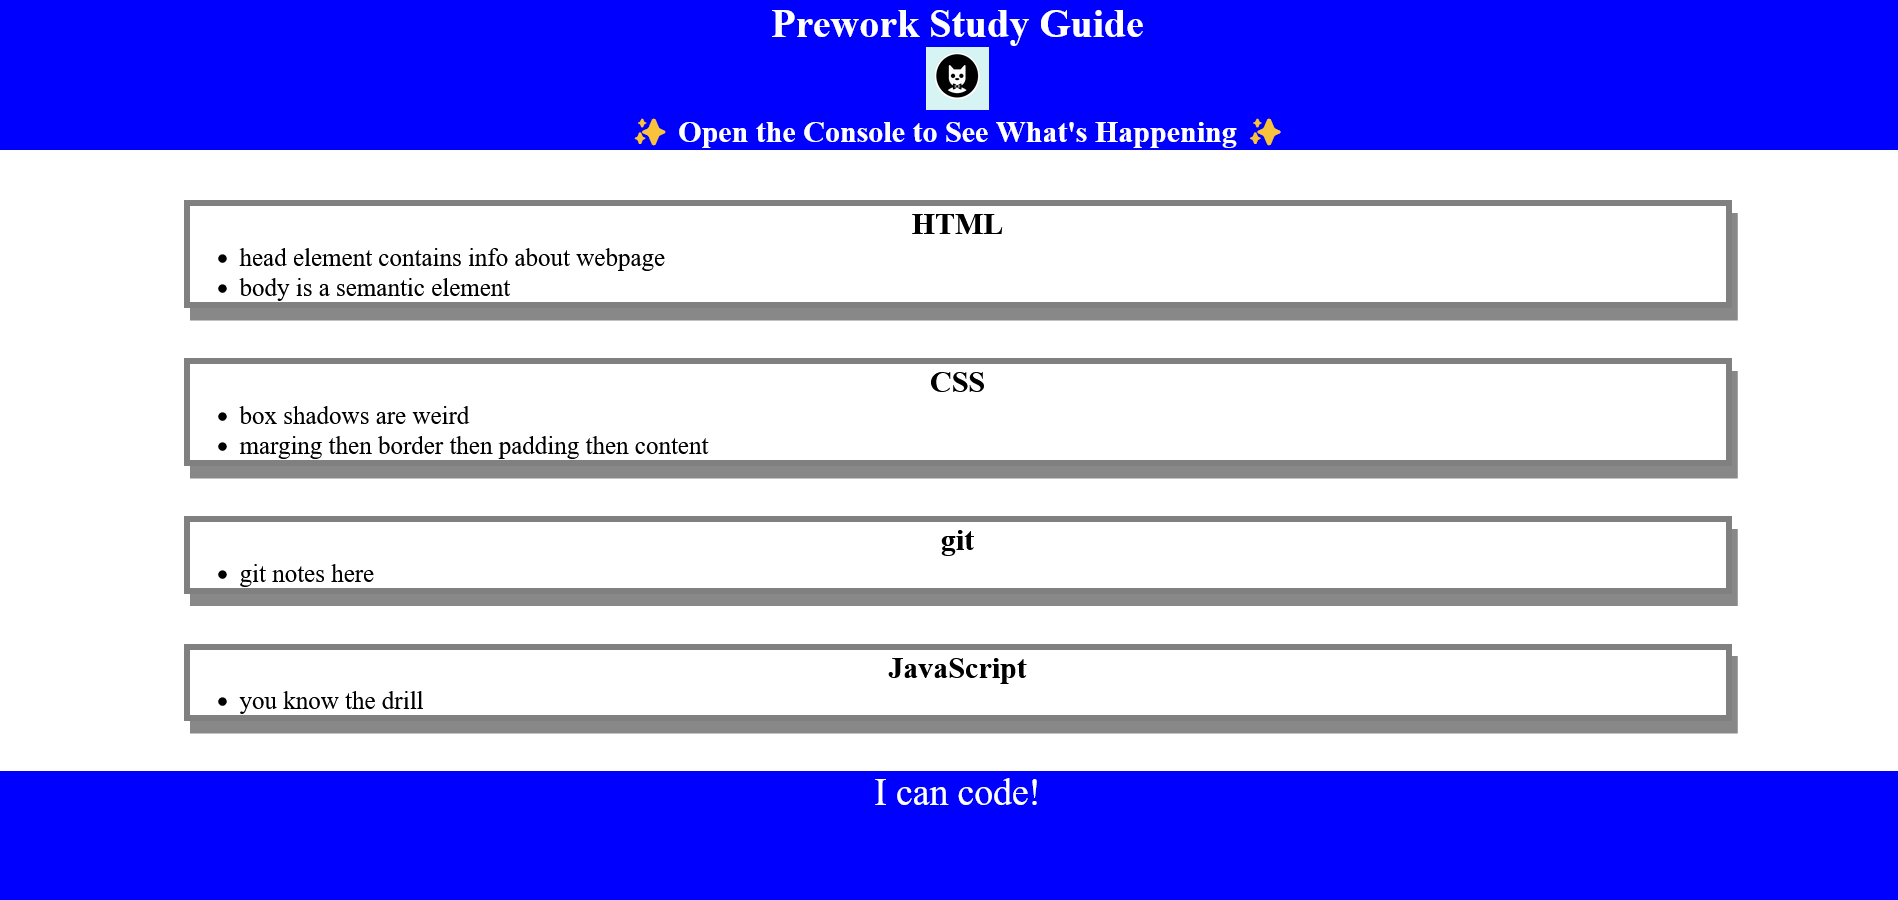 Prework Study Guide
✨ Open the Console to See What's Happening ✨
HTML
• head element contains info about webpage
• body is a semantic element
CSS
• box shadows are weird
• marging then border then padding then content
git
• git notes here
JavaScript
• you know the drill
I can code!